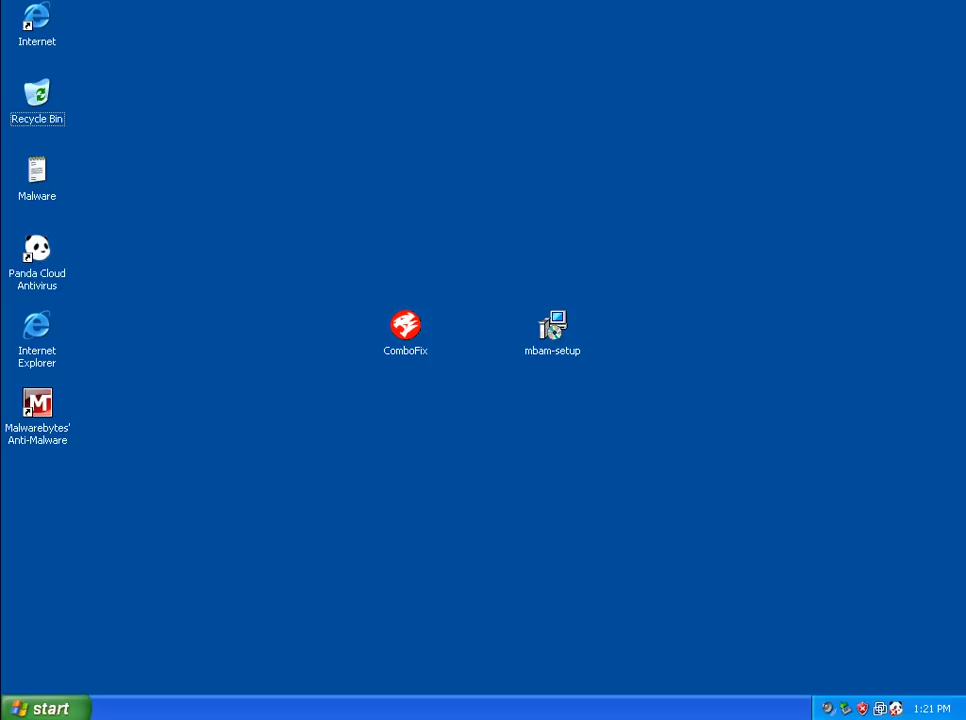 Internet
Recycle Bin
Malware
Panda Cloud
Antivirus
Internet
Explorer
Malwarebytes'
Anti-Malware
ComboFix
mbam-setup
start
1:21 PM